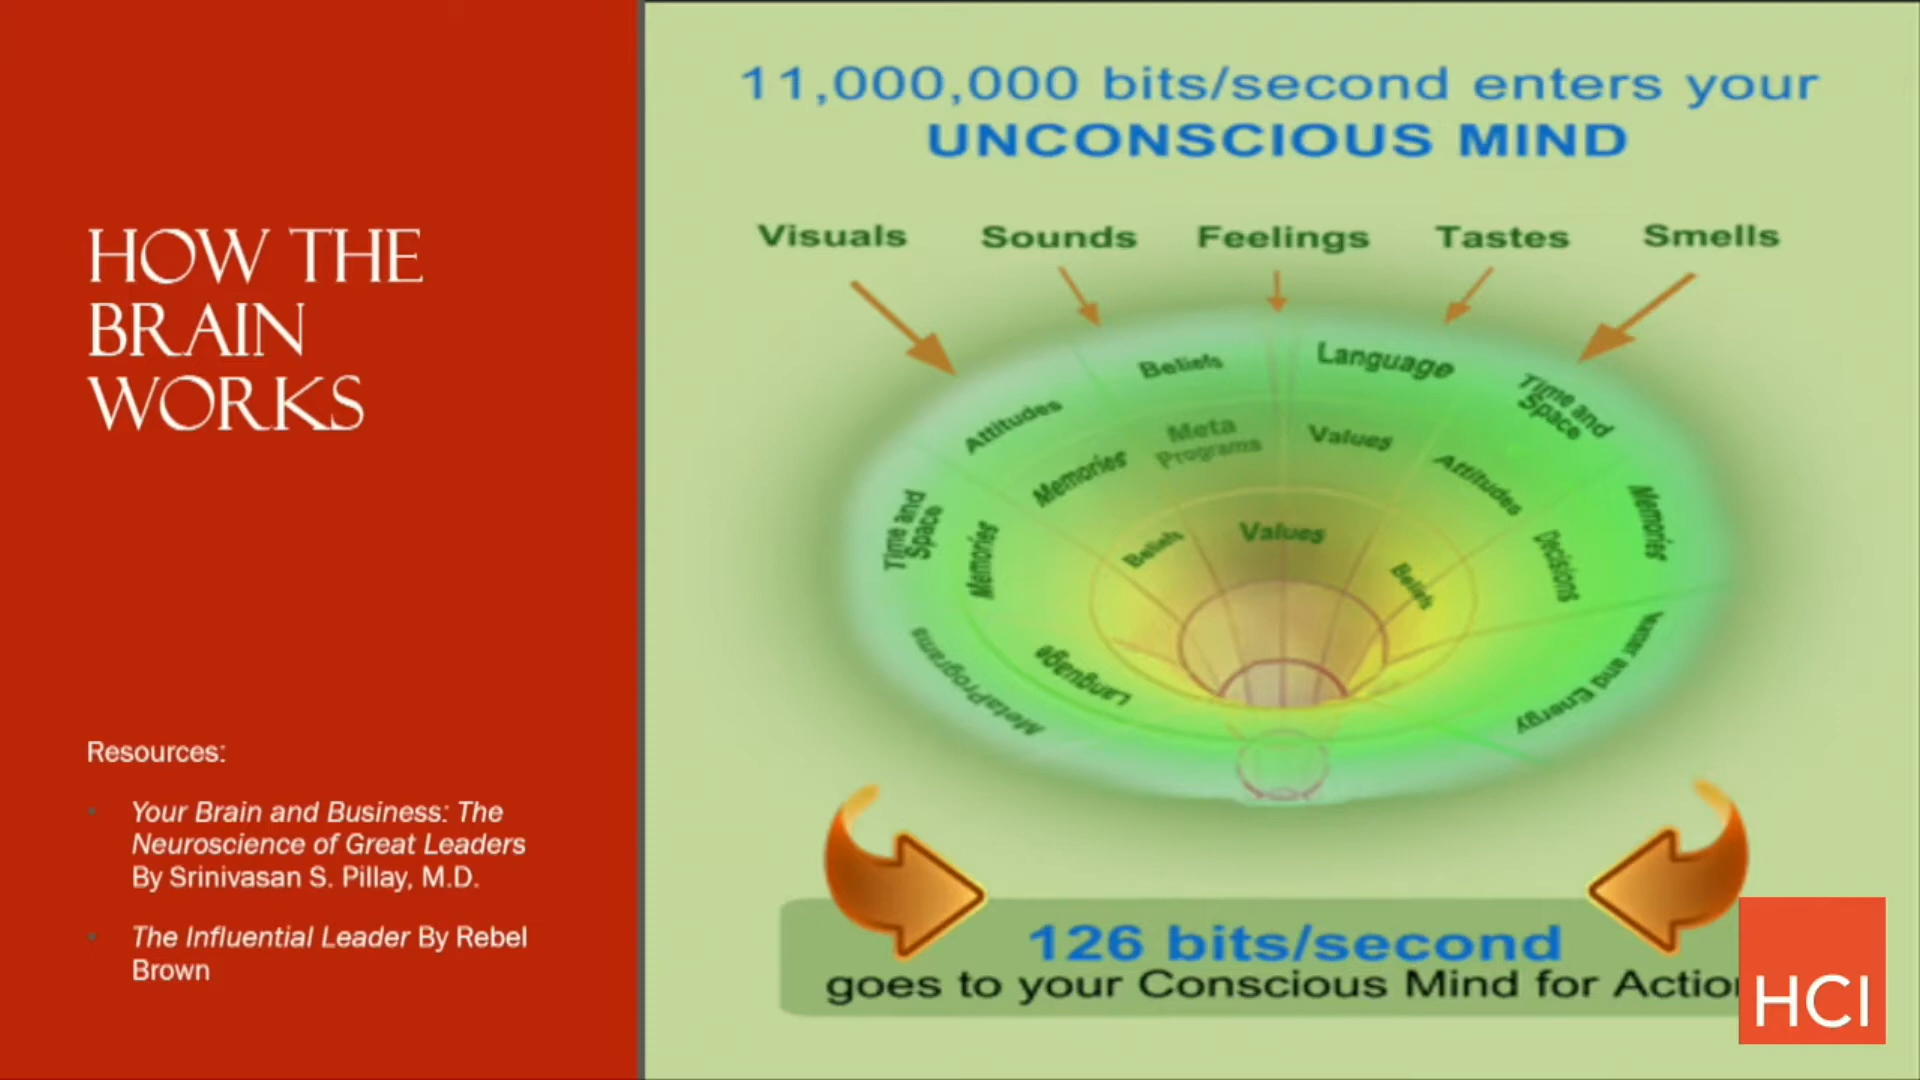 HOW THE
BRAIN
WORKS
Resources:
Your Brain and Business: The
Neuroscience of Great Leaders
By Srinivasan S. Pillay, M.D.
The Influential Leader By Rebel
Brown
11,000,000 bits/second enters your
UNCONSCIOUS MIND
Visuals Sounds Feelings Tastes Smells
Attitudes
Beliefs
Language
Time and
Space
Memories
Meta
Programs
Values
Attitudes
Memories
Time and
Space
Memories
Beliefs
Values
Beliefs
Decisions
MetaPrograms
Language
and Energy
126 bits/second
goes to your Conscious Mind for Actio
HCI